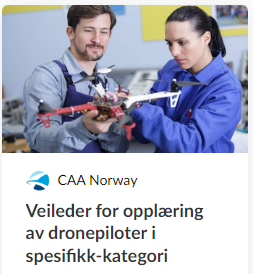 CAA Norway
Veileder for opplæring
av dronepiloter i
spesifikk-kategori